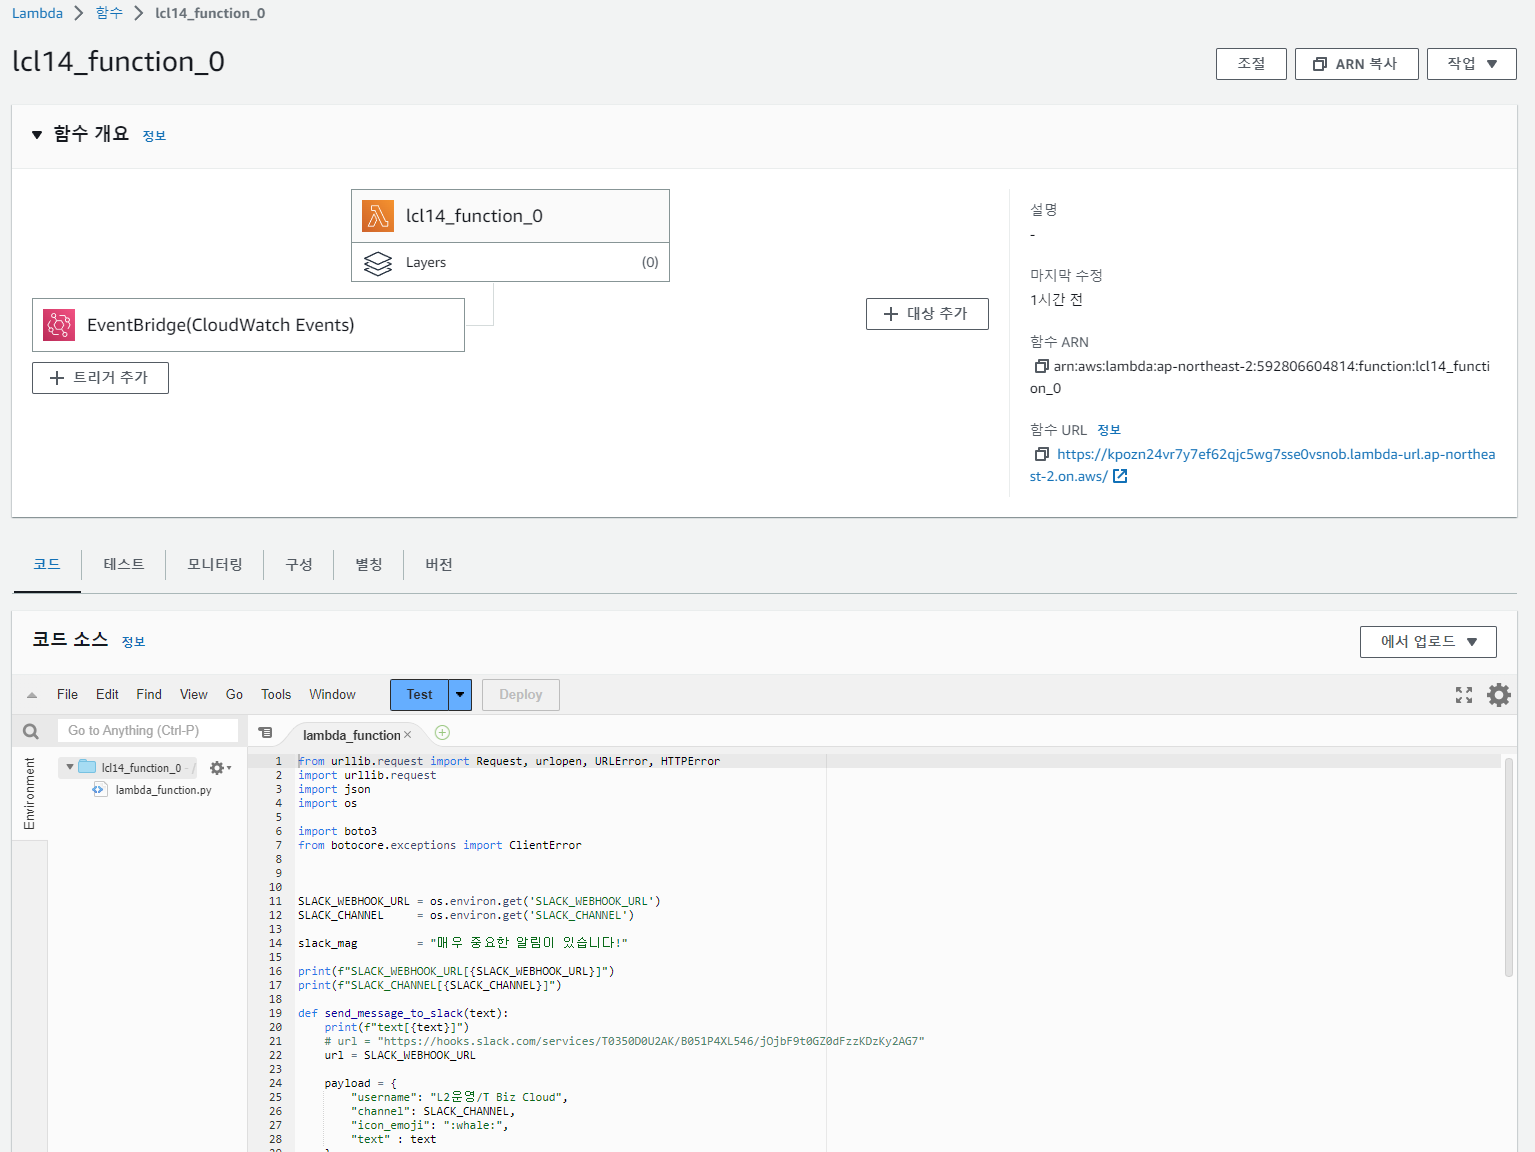 Lambda > 함수 > lcl14_function_0
lcl14_function_0
조절
ARN 복사
작업
함수 개요 정보
lcl14_function_0
Layers (0)
EventBridge(CloudWatch Events)
+ 트리거 추가
+ 대상 추가
설명
-
마지막 수정
1시간 전
함수 ARN
arn:aws:lambda:ap-northeast-2:592806604814:function:lcl14_functi
on_0
함수 URL 정보
https://kpozn24vr7y7ef62qjc5wg7sse0vsnob.lambda-url.ap-northea
st-2.on.aws/
코드 테스트 모니터링 구성 별칭 버전
코드 소스 정보
에서 업로드
File Edit Find View Go Tools Window Test Deploy
Go to Anything (Ctrl-P)
lambda_function ×
Environment
lcl14_function_0 - /
lambda_function.py
1 from urllib.request import Request, urlopen, URLError, HTTPError
2 import urllib.request
3 import json
4 import os
5
6 import boto3
7 from botocore.exceptions import ClientError
8
9
10
11 SLACK_WEBHOOK_URL = os.environ.get('SLACK_WEBHOOK_URL')
12 SLACK_CHANNEL     = os.environ.get('SLACK_CHANNEL')
13
14 slack_mag         = "매우 중요한 알림이 있습니다!"
15
16 print(f"SLACK_WEBHOOK_URL[{SLACK_WEBHOOK_URL}]")
17 print(f"SLACK_CHANNEL[{SLACK_CHANNEL}]")
18
19 def send_message_to_slack(text):
20     print(f"text[{text}]")
21     # url = "https://hooks.slack.com/services/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"
22     url = SLACK_WEBHOOK_URL
23
24     payload = {
25         "username": "L2운영/T Biz Cloud",
26         "channel": SLACK_CHANNEL,
27         "icon_emoji": ":whale:",
28         "text" : text